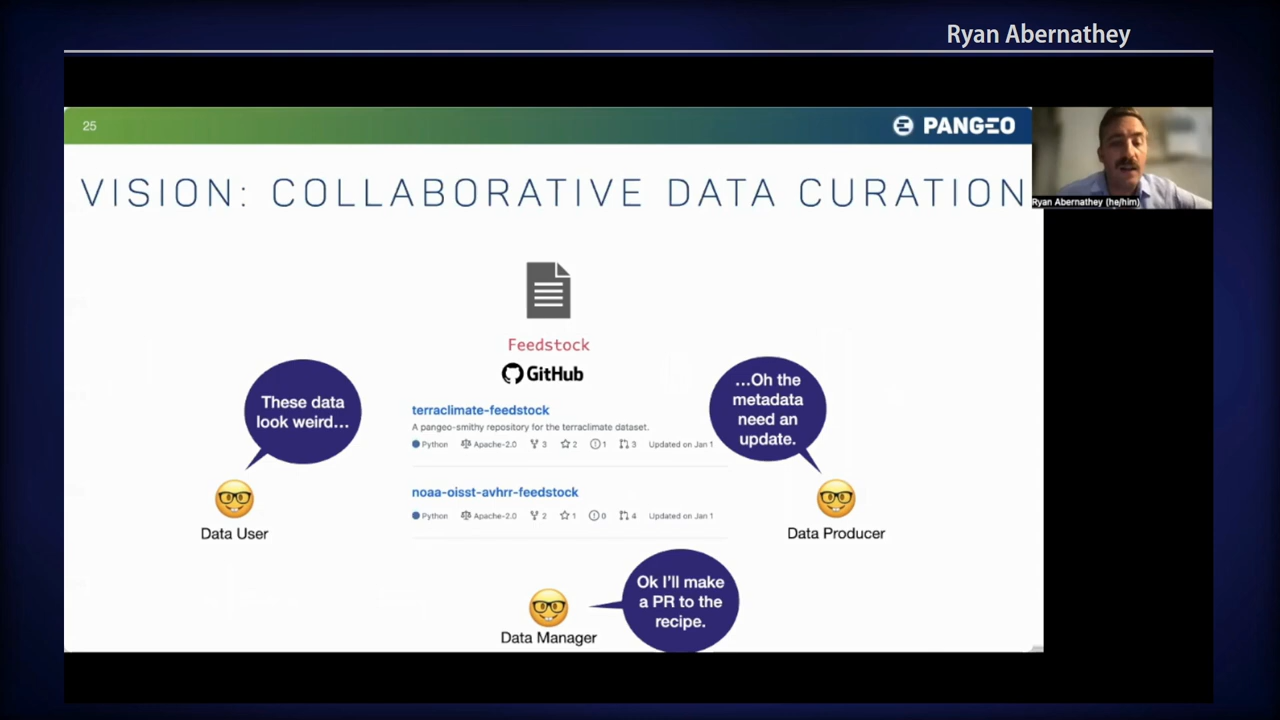 Ryan Abernathey
25
PANGEO
VISION: COLLABORATIVE DATA CURATION
Ryan Abernathey (he/him)
Feedstock
GitHub
These data
look weird...
...Oh the
metadata
need an
update.
terraclimate-feedstock
A pangeo-smithy repository for the terraclimate dataset.
Python Apache-2.0 3 2 1 3 Updated on Jan 1
noaa-oisst-avhrr-feedstock
Python Apache-2.0 2 1 0 4 Updated on Jan 1
Data User
Data Producer
Ok I'll make
a PR to the
recipe.
Data Manager